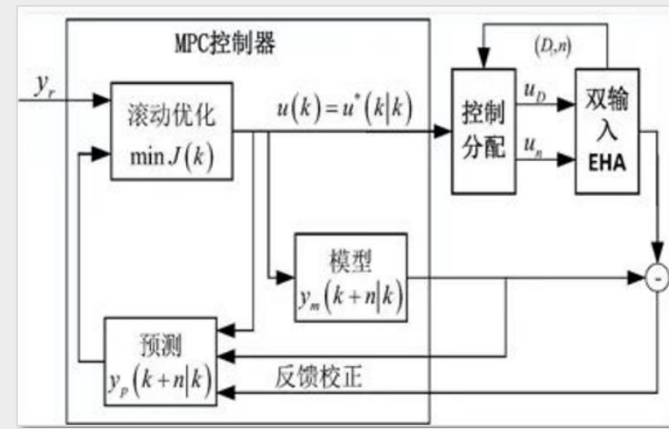 MPC控制器
(D,n)
y_r
滚动优化
min J(k)
u(k)=u*(k|k)
控制
分配
u_D
u_n
双输
入
EHA
模型
y_m(k+n|k)
-
预测
y_p(k+n|k)
反馈校正